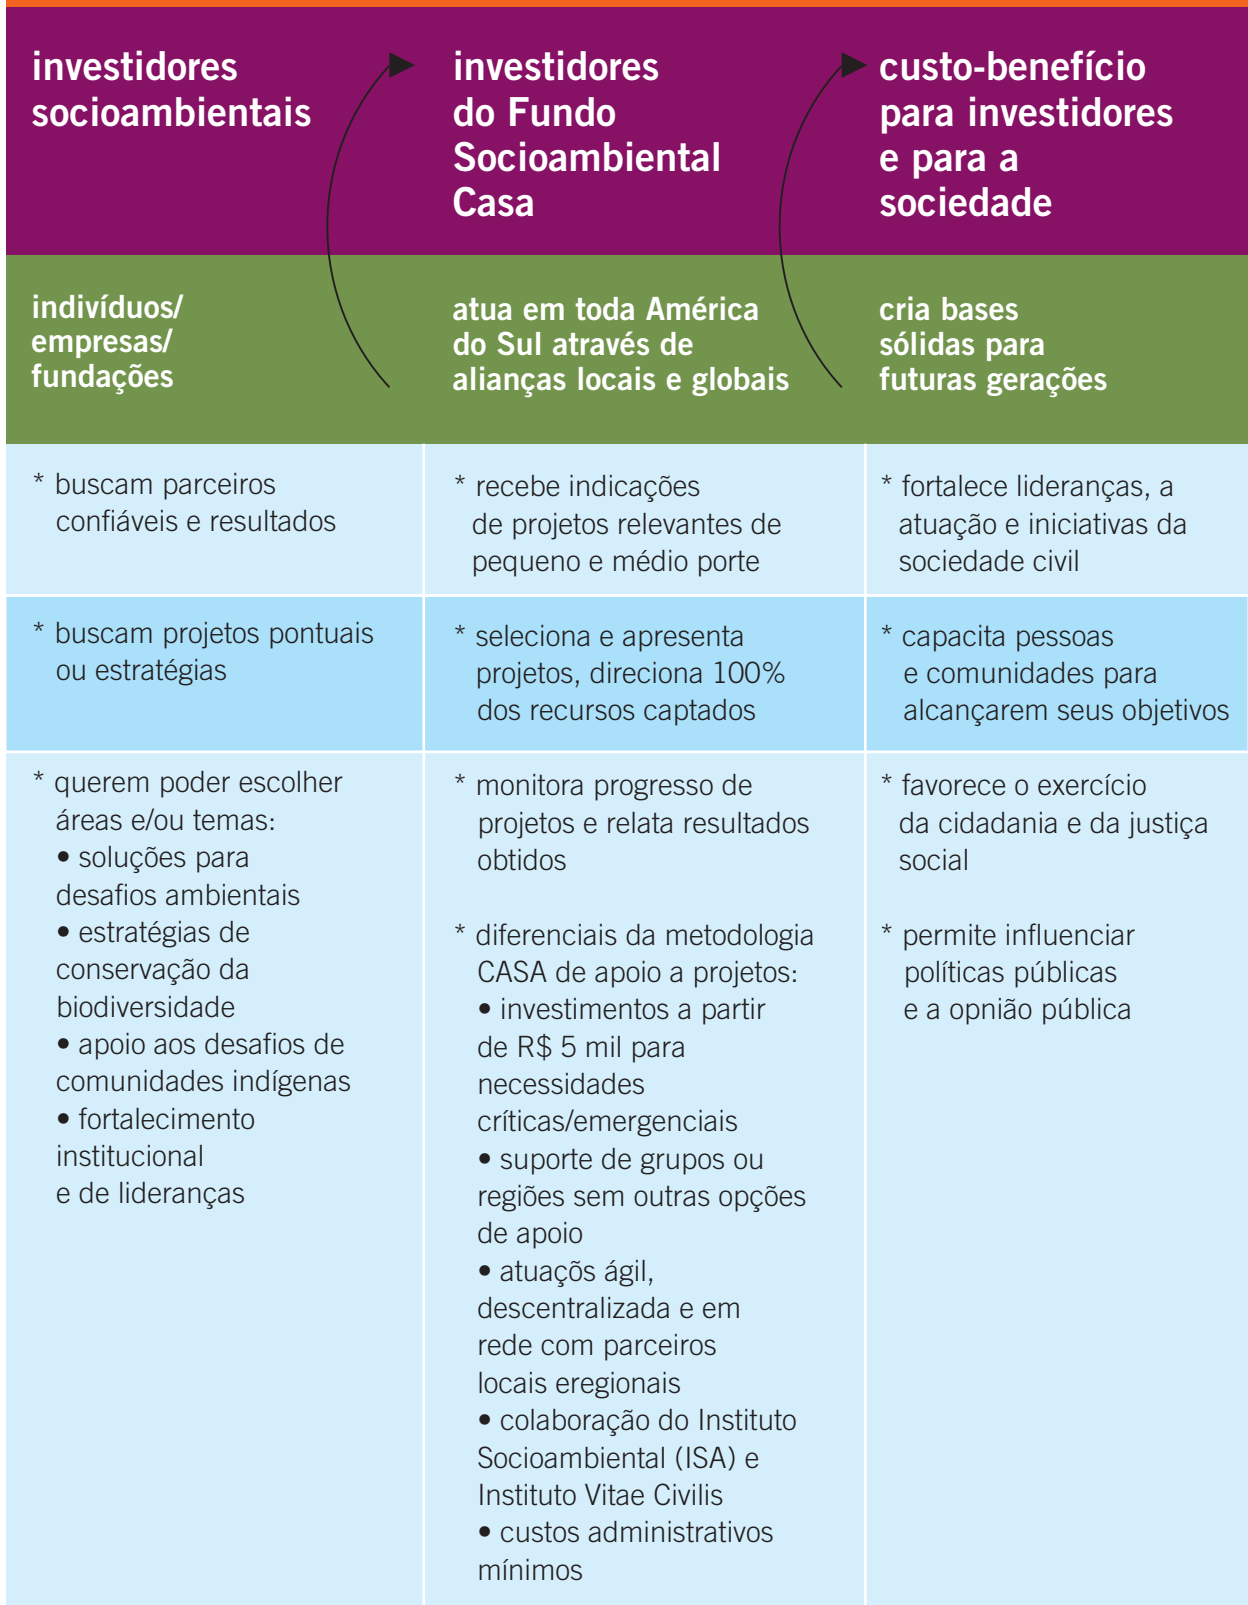 investidores
socioambientais
investidores
do Fundo
Socioambiental
Casa
custo-benefício
para investidores
e para a
sociedade
indivíduos/
empresas/
fundações
atua em toda América
do Sul através de
alianças locais e globais
cria bases
sólidas para
futuras gerações
* buscam parceiros
confiáveis e resultados
* recebe indicações
de projetos relevantes de
pequeno e médio porte
* fortalece lideranças, a
atuação e iniciativas da
sociedade civil
* buscam projetos pontuais
ou estratégias
* seleciona e apresenta
projetos, direciona 100%
dos recursos captados
* capacita pessoas
e comunidades para
alcançarem seus objetivos
* querem poder escolher
áreas e/ou temas:
• soluções para
desafios ambientais
• estratégias de
conservação da
biodiversidade
• apoio aos desafios de
comunidades indígenas
• fortalecimento
institucional
e de lideranças
* monitora progresso de
projetos e relata resultados
obtidos
* diferenciais da metodologia
CASA de apoio a projetos:
• investimentos a partir
de R$ 5 mil para
necessidades
críticas/emergenciais
• suporte de grupos ou
regiões sem outras opções
de apoio
• atuaçõs ágil,
descentralizada e em
rede com parceiros
locais eregionais
• colaboração do Instituto
Socioambiental (ISA) e
Instituto Vitae Civilis
• custos administrativos
mínimos
* favorece o exercício
da cidadania e da justiça
social
* permite influenciar
políticas públicas
e a opnião pública